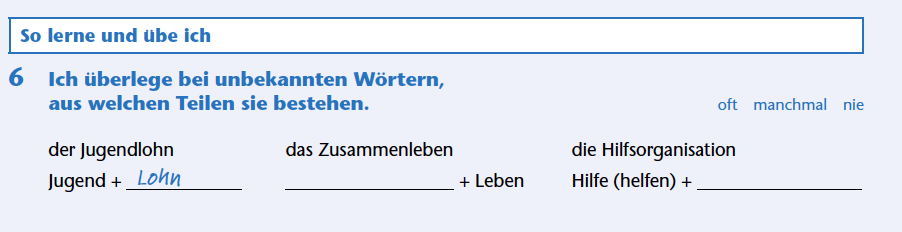 So lerne und übe ich
6 Ich überlege bei unbekannten Wörtern,
aus welchen Teilen sie bestehen.
oft manchmal nie
der Jugendlohn das Zusammenleben die Hilfsorganisation
Jugend + Lohn + Leben Hilfe (helfen) +